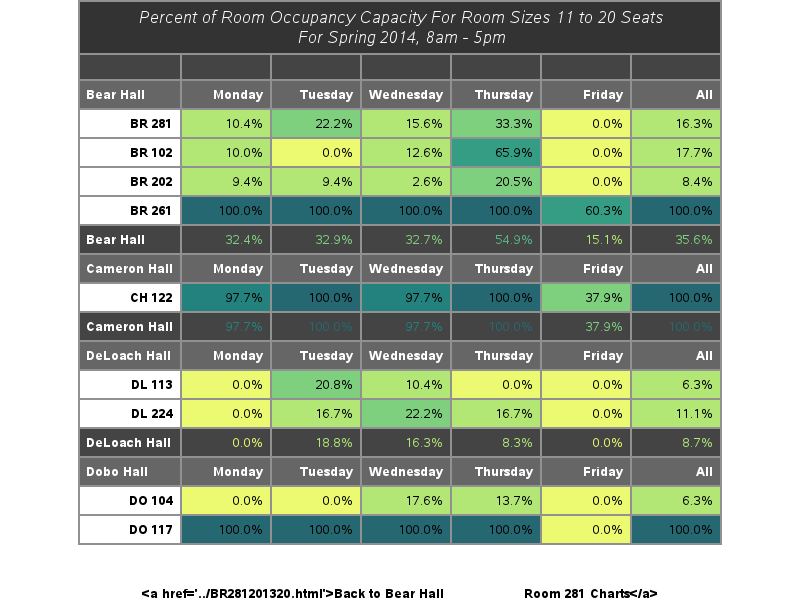 Percent of Room Occupancy Capacity For Room Sizes 11 to 20 Seats
For Spring 2014, 8am - 5pm
Bear Hall Monday Tuesday Wednesday Thursday Friday All
BR 281 10.4% 22.2% 15.6% 33.3% 0.0% 16.3%
BR 102 10.0% 0.0% 12.6% 65.9% 0.0% 17.7%
BR 202 9.4% 9.4% 2.6% 20.5% 0.0% 8.4%
BR 261 100.0% 100.0% 100.0% 100.0% 60.3% 100.0%
Bear Hall 32.4% 32.9% 32.7% 54.9% 15.1% 35.6%
Cameron Hall Monday Tuesday Wednesday Thursday Friday All
CH 122 97.7% 100.0% 97.7% 100.0% 37.9% 100.0%
Cameron Hall 97.7% 100.0% 97.7% 100.0% 37.9% 100.0%
DeLoach Hall Monday Tuesday Wednesday Thursday Friday All
DL 113 0.0% 20.8% 10.4% 0.0% 0.0% 6.3%
DL 224 0.0% 16.7% 22.2% 16.7% 0.0% 11.1%
DeLoach Hall 0.0% 18.8% 16.3% 8.3% 0.0% 8.7%
Dobo Hall Monday Tuesday Wednesday Thursday Friday All
DO 104 0.0% 0.0% 17.6% 13.7% 0.0% 6.3%
DO 117 100.0% 100.0% 100.0% 100.0% 0.0% 100.0%
<a href='../BR281201320.html'>Back to Bear Hall Room 281 Charts</a>